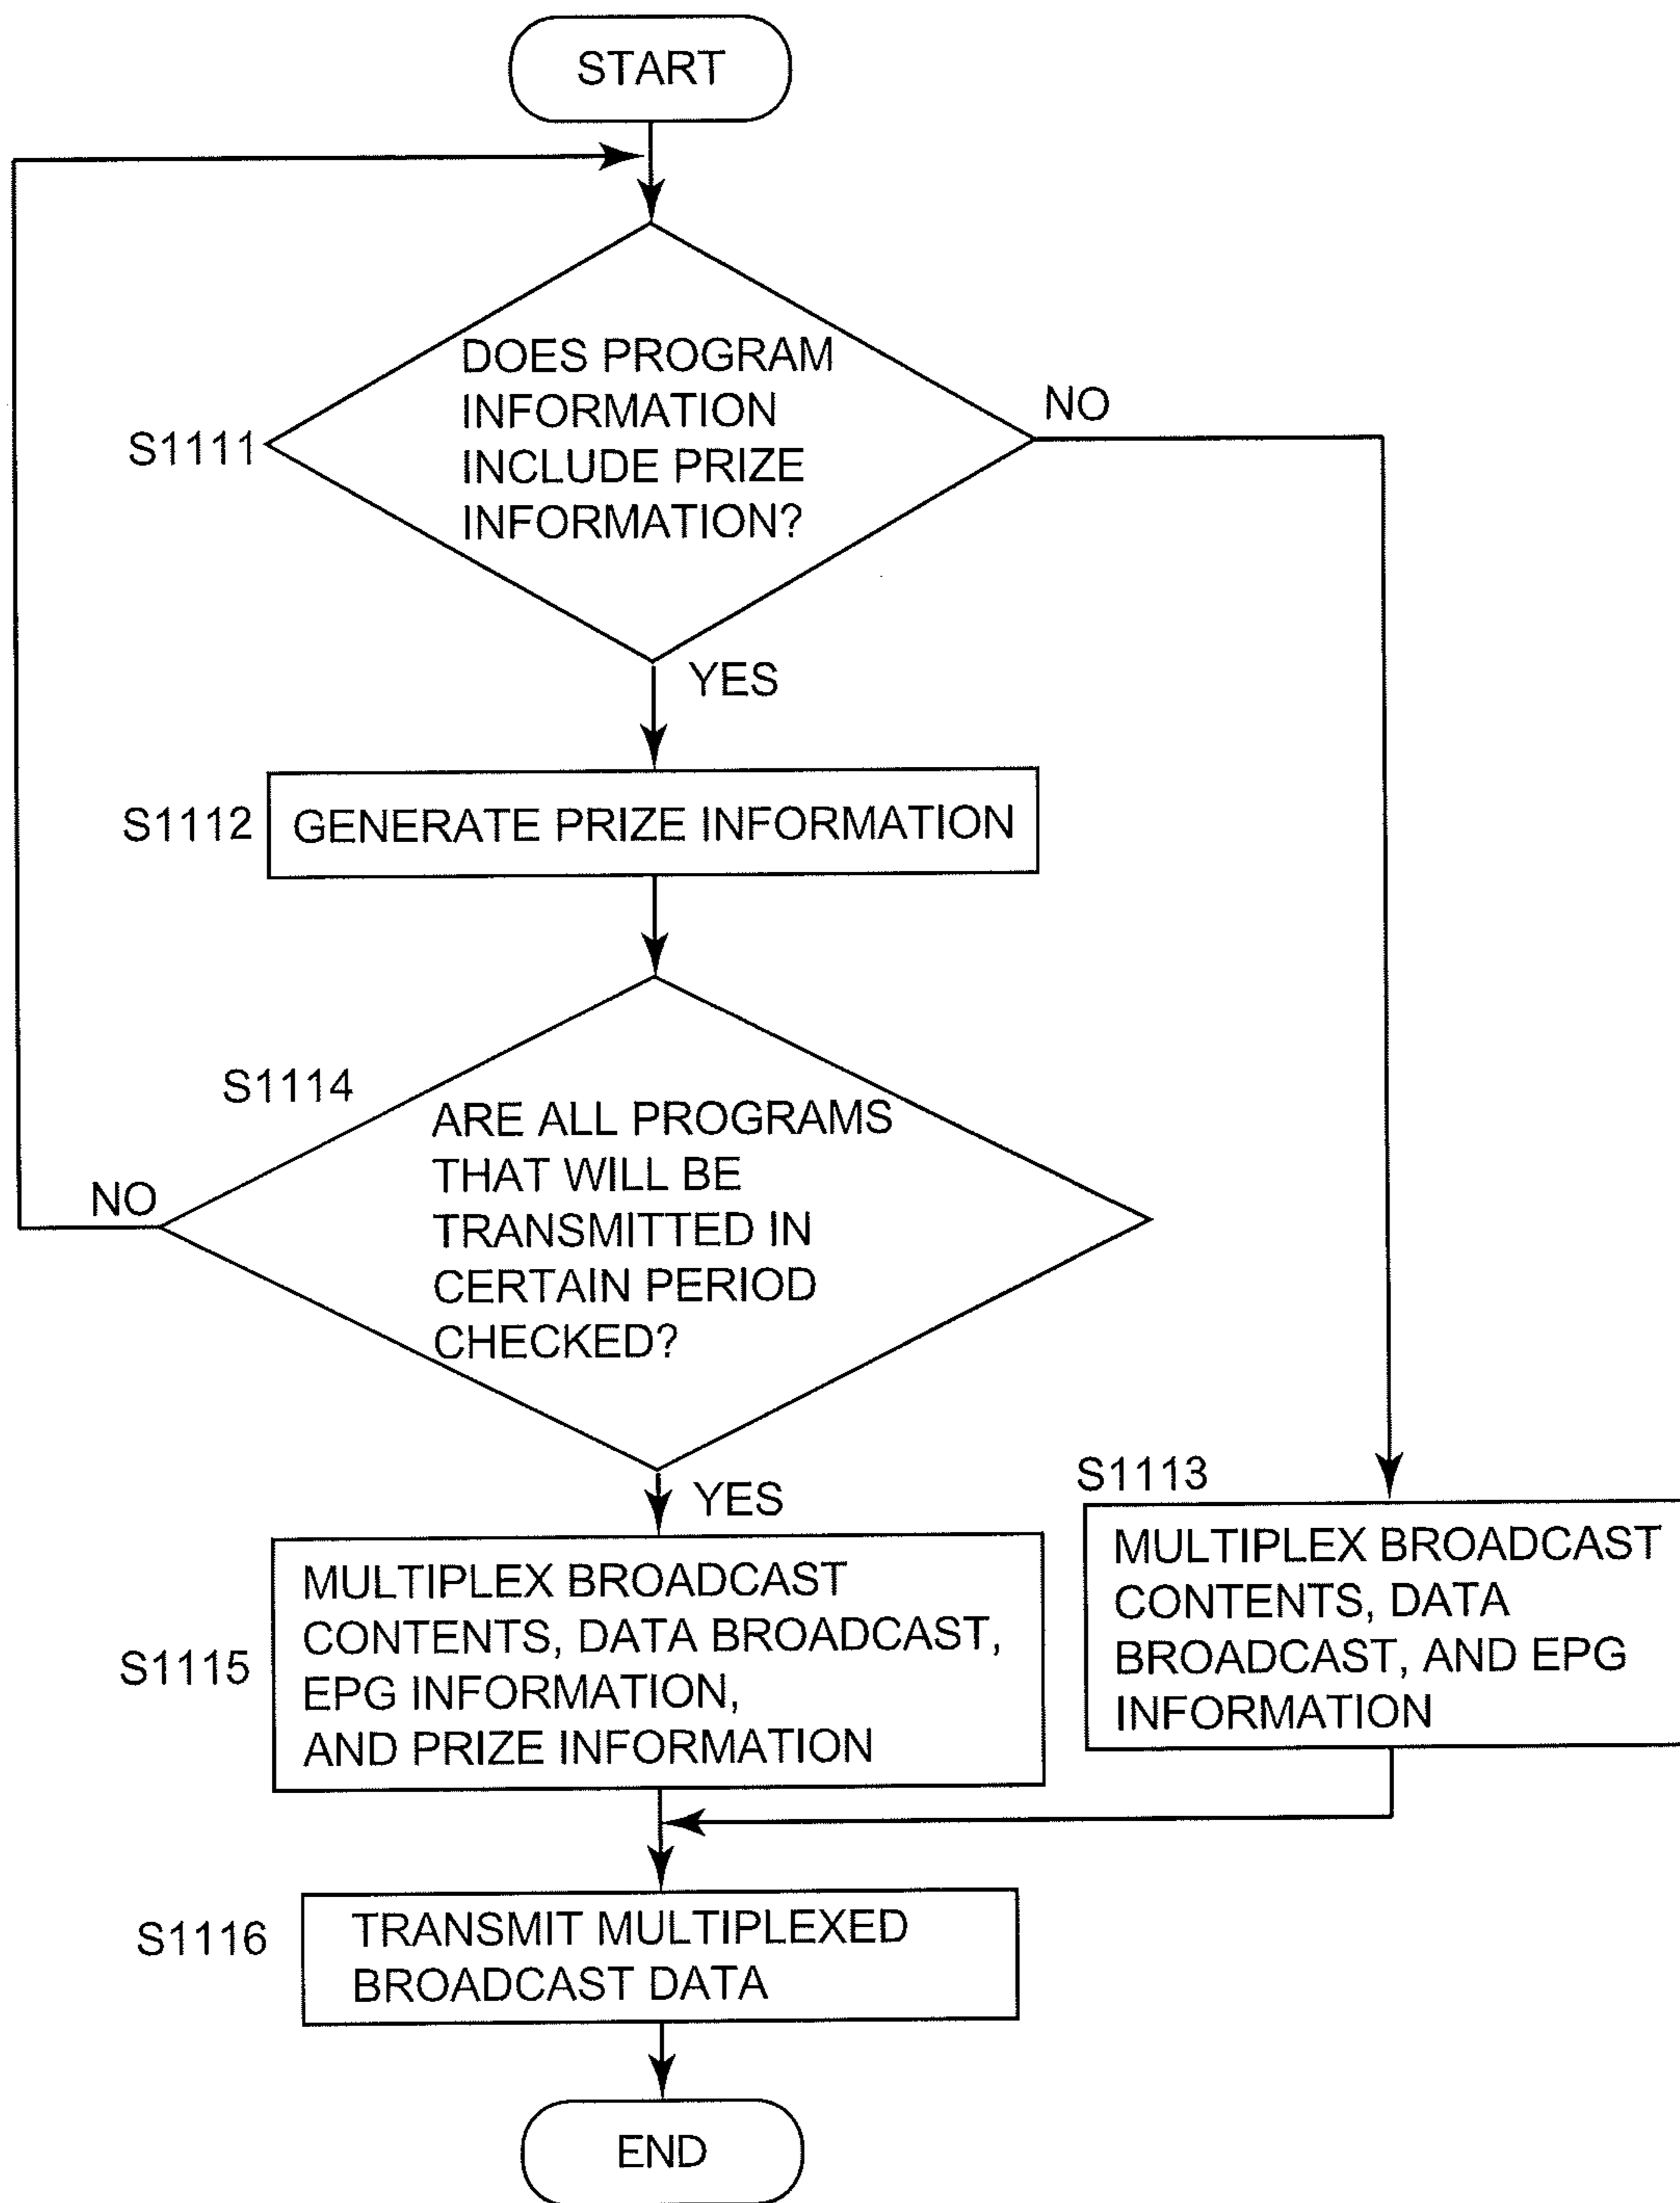 START
DOES PROGRAM
INFORMATION
INCLUDE PRIZE
INFORMATION?
NO
S1111
YES
S1112
GENERATE PRIZE INFORMATION
S1114
ARE ALL PROGRAMS
THAT WILL BE
TRANSMITTED IN
CERTAIN PERIOD
CHECKED?
NO
YES
S1113
MULTIPLEX BROADCAST
CONTENTS, DATA
BROADCAST, AND EPG
INFORMATION
S1115
MULTIPLEX BROADCAST
CONTENTS, DATA BROADCAST,
EPG INFORMATION,
AND PRIZE INFORMATION
S1116
TRANSMIT MULTIPLEXED
BROADCAST DATA
END